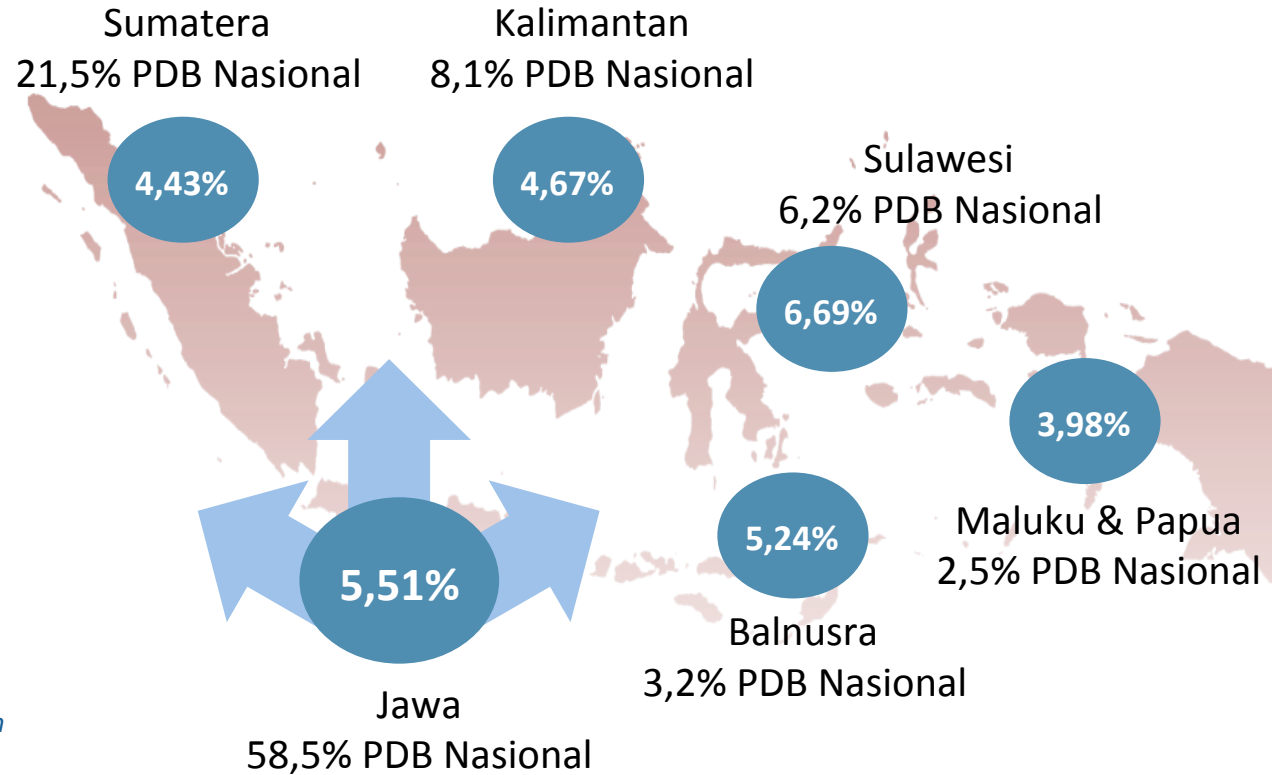 Sumatera
21,5% PDB Nasional
4,43%
Kalimantan
8,1% PDB Nasional
4,67%
Sulawesi
6,2% PDB Nasional
6,69%
3,98%
Maluku & Papua
2,5% PDB Nasional
5,24%
Balnusra
3,2% PDB Nasional
5,51%
Jawa
58,5% PDB Nasional